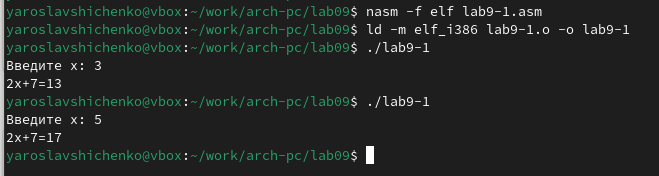 yaroslavshichenko@vbox:~/work/arch-pc/lab09$ nasm -f elf lab9-1.asm
yaroslavshichenko@vbox:~/work/arch-pc/lab09$ ld -m elf_i386 lab9-1.o -o lab9-1
yaroslavshichenko@vbox:~/work/arch-pc/lab09$ ./lab9-1
Введите x: 3
2x+7=13
yaroslavshichenko@vbox:~/work/arch-pc/lab09$ ./lab9-1
Введите x: 5
2x+7=17
yaroslavshichenko@vbox:~/work/arch-pc/lab09$